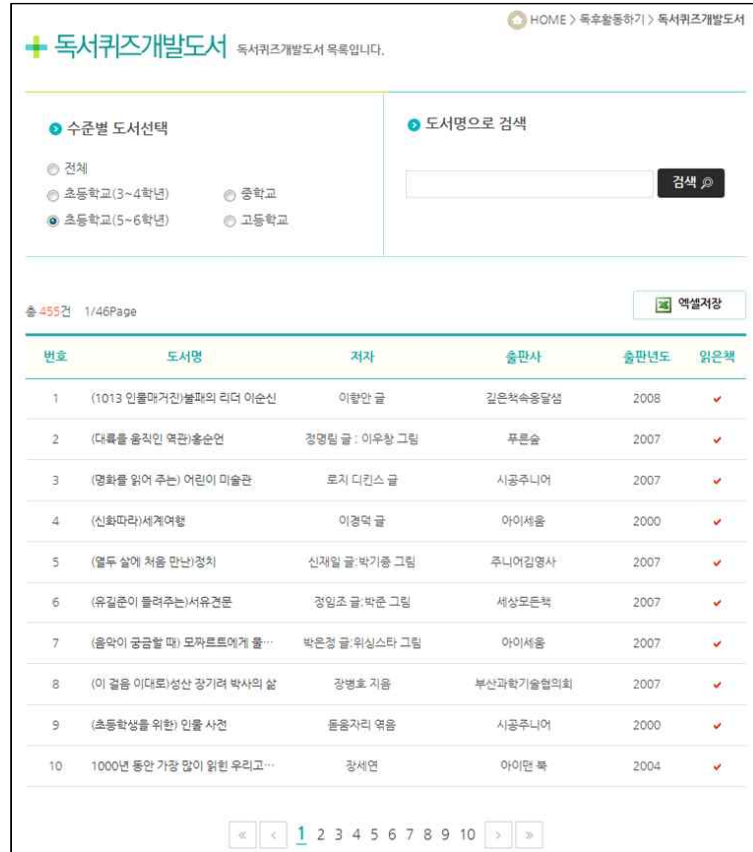 HOME > 독후활동하기 > 독서퀴즈개발도서
독서퀴즈개발도서 독서퀴즈개발도서 목록입니다.
수준별 도서선택
전체
초등학교(3~4학년) 중학교
초등학교(5~6학년) 고등학교
도서명으로 검색
검색
총 455건 1/46Page
엑셀저장
번호 도서명 저자 출판사 출판년도 읽은책
1 (1013 인물매거진)불패의 리더 이순신 이향안 글 깊은책속옹달샘 2008
2 (대륙을 움직인 역관)홍순언 정명림 글 : 이우창 그림 푸른숲 2007
3 (명화를 읽어 주는) 어린이 미술관 로지 디킨스 글 시공주니어 2007
4 (신화따라)세계여행 이경덕 글 아이세움 2000
5 (열두 살에 처음 만난)정치 신재일 글:박기종 그림 주니어김영사 2007
6 (유길준이 들려주는)서유견문 정임조 글:박준 그림 세상모든책 2007
7 (음악이 궁금할 때) 모짜르트에게 물… 박은정 글:위싱스타 그림 아이세움 2007
8 (이 걸음 이대로)성산 장기려 박사의 삶 장병호 지음 부산과학기술협의회 2007
9 (초등학생을 위한) 인물 사전 돋움자리 엮음 시공주니어 2000
10 1000년 동안 가장 많이 읽힌 우리고… 장세연 아이맨 북 2004
« < 1 2 3 4 5 6 7 8 9 10 > »